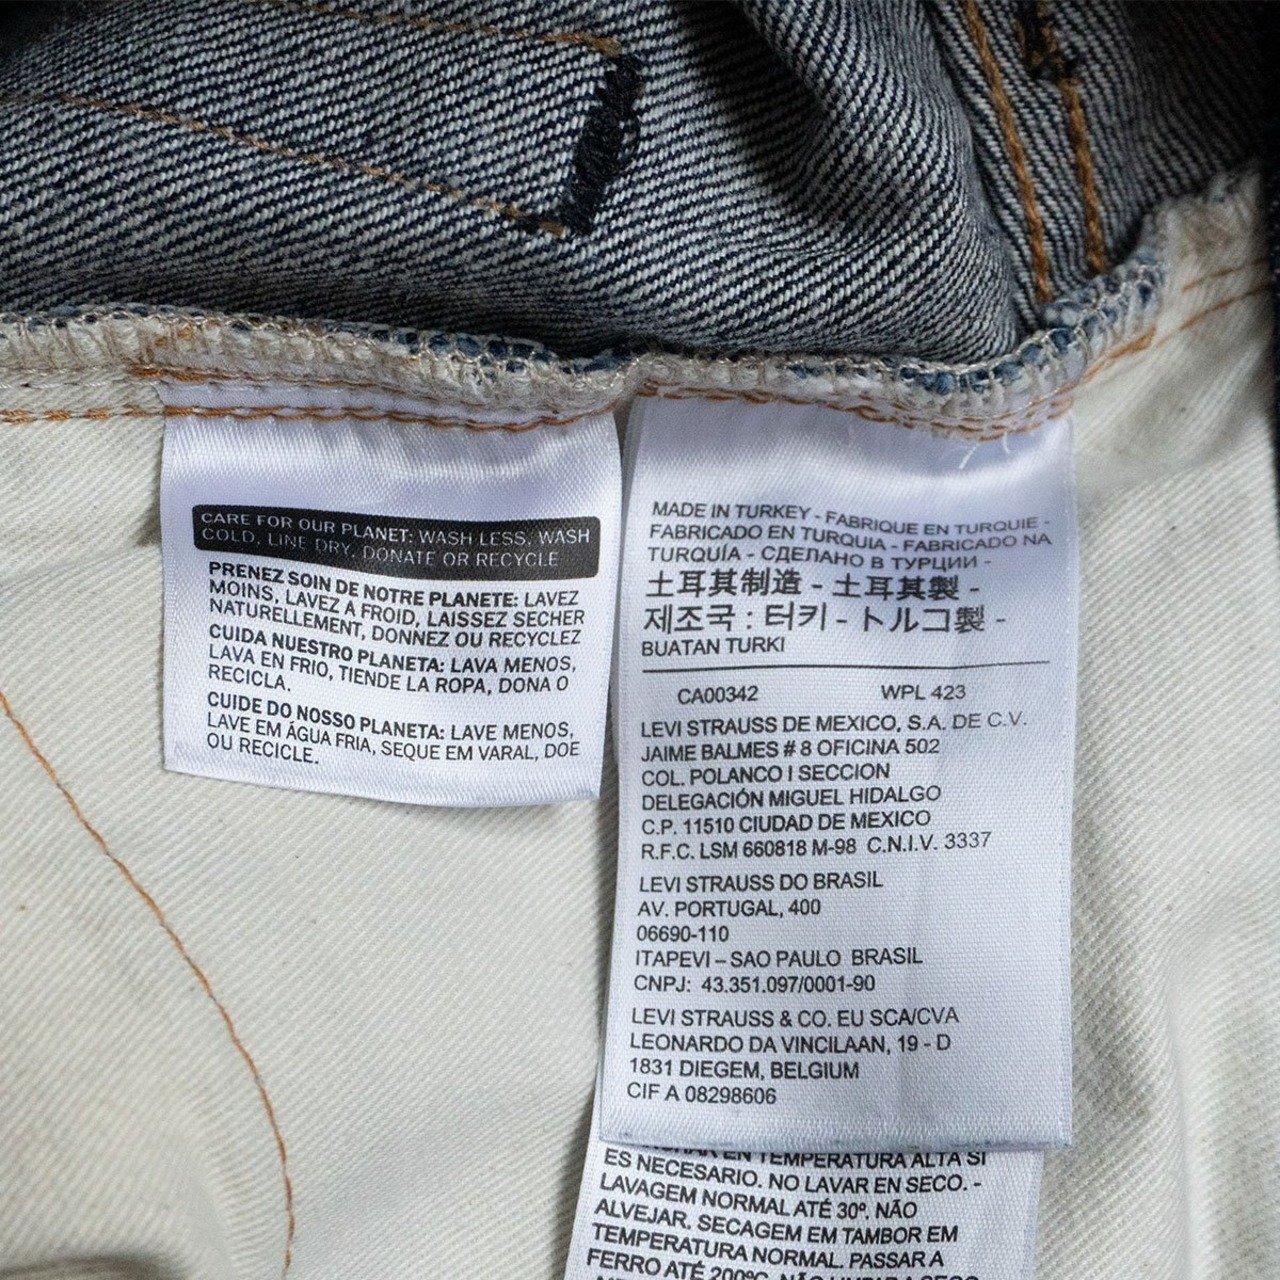 CARE FOR OUR PLANET: WASH LESS, WASH
COLD, LINE DRY, DONATE OR RECYCLE
PRENEZ SOIN DE NOTRE PLANETE: LAVEZ
MOINS, LAVEZ A FROID, LAISSEZ SECHER
NATURELLEMENT, DONNEZ OU RECYCLEZ
CUIDA NUESTRO PLANETA: LAVA MENOS,
LAVA EN FRIO, TIENDE LA ROPA, DONA O
RECICLA.
CUIDE DO NOSSO PLANETA: LAVE MENOS,
LAVE EM ÁGUA FRIA, SEQUE EM VARAL, DOE
OU RECICLE.
MADE IN TURKEY - FABRIQUE EN TURQUIE -
FABRICADO EN TURQUIA - FABRICADO NA
TURQUÍA - СДЕЛАНО В ТУРЦИИ -
土耳其制造 - 土耳其製 -
제조국 : 터키 - トルコ製 -
BUATAN TURKI
CA00342 WPL 423
LEVI STRAUSS DE MEXICO, S.A. DE C.V.
JAIME BALMES # 8 OFICINA 502
COL. POLANCO I SECCION
DELEGACIÓN MIGUEL HIDALGO
C.P. 11510 CIUDAD DE MEXICO
R.F.C. LSM 660818 M-98 C.N.I.V. 3337
LEVI STRAUSS DO BRASIL
AV. PORTUGAL, 400
06690-110
ITAPEVI – SAO PAULO BRASIL
CNPJ: 43.351.097/0001-90
LEVI STRAUSS & CO. EU SCA/CVA
LEONARDO DA VINCILAAN, 19 - D
1831 DIEGEM, BELGIUM
CIF A 08298606
EN TEMPERATURA ALTA SI
ES NECESARIO. NO LAVAR EN SECO. -
LAVAGEM NORMAL ATÉ 30º. NÃO
ALVEJAR. SECAGEM EM TAMBOR EM
TEMPERATURA NORMAL. PASSAR A
FERRO ATÉ 200ºC. NÃO